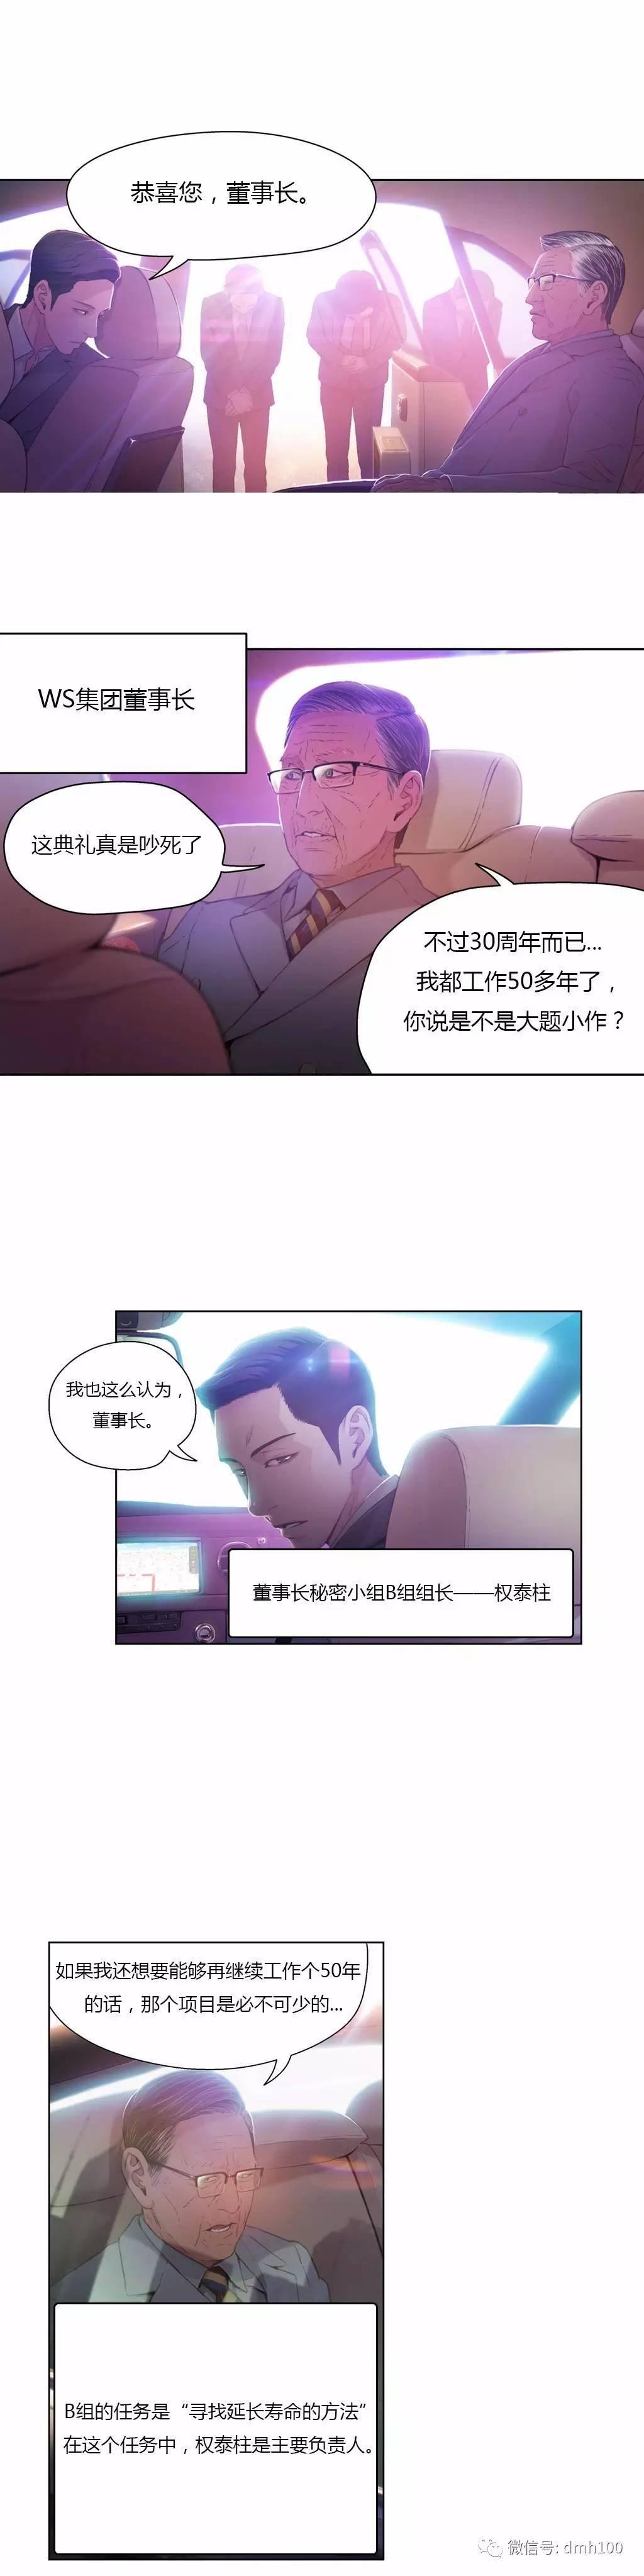 恭喜您，董事长。
WS集团董事长
这典礼真是吵死了
不过30周年而已...
我都工作50多年了，
你说是不是大题小作？
我也这么认为，
董事长。
董事长秘密小组B组组长——权泰柱
如果我还想要能够再继续工作个50年
的话，那个项目是必不可少的...
B组的任务是“寻找延长寿命的方法”
在这个任务中，权泰柱是主要负责人。
微信号: dmh100